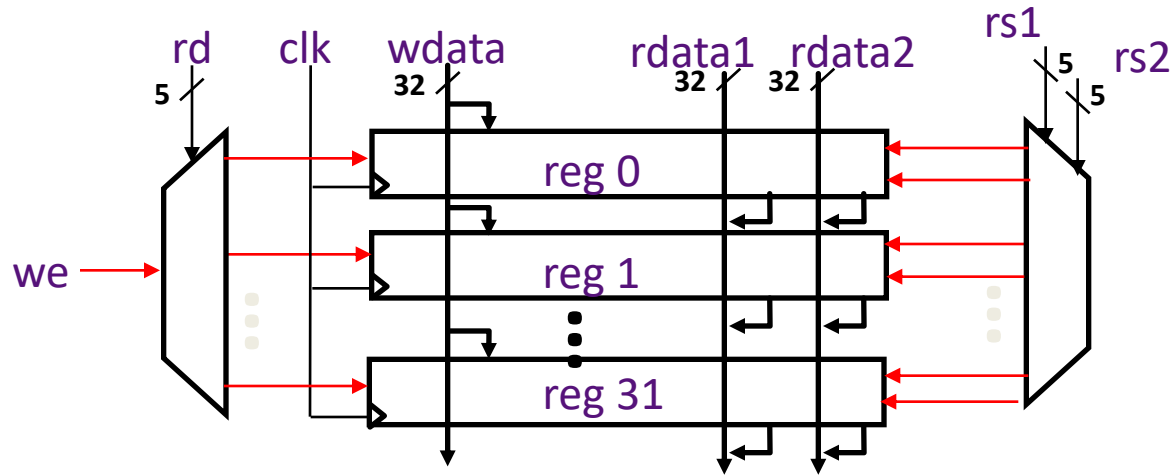 rd clk wdata rdata1 rdata2 rs1 rs2
5 32 32 32 5 5
reg 0
we
reg 1
reg 31